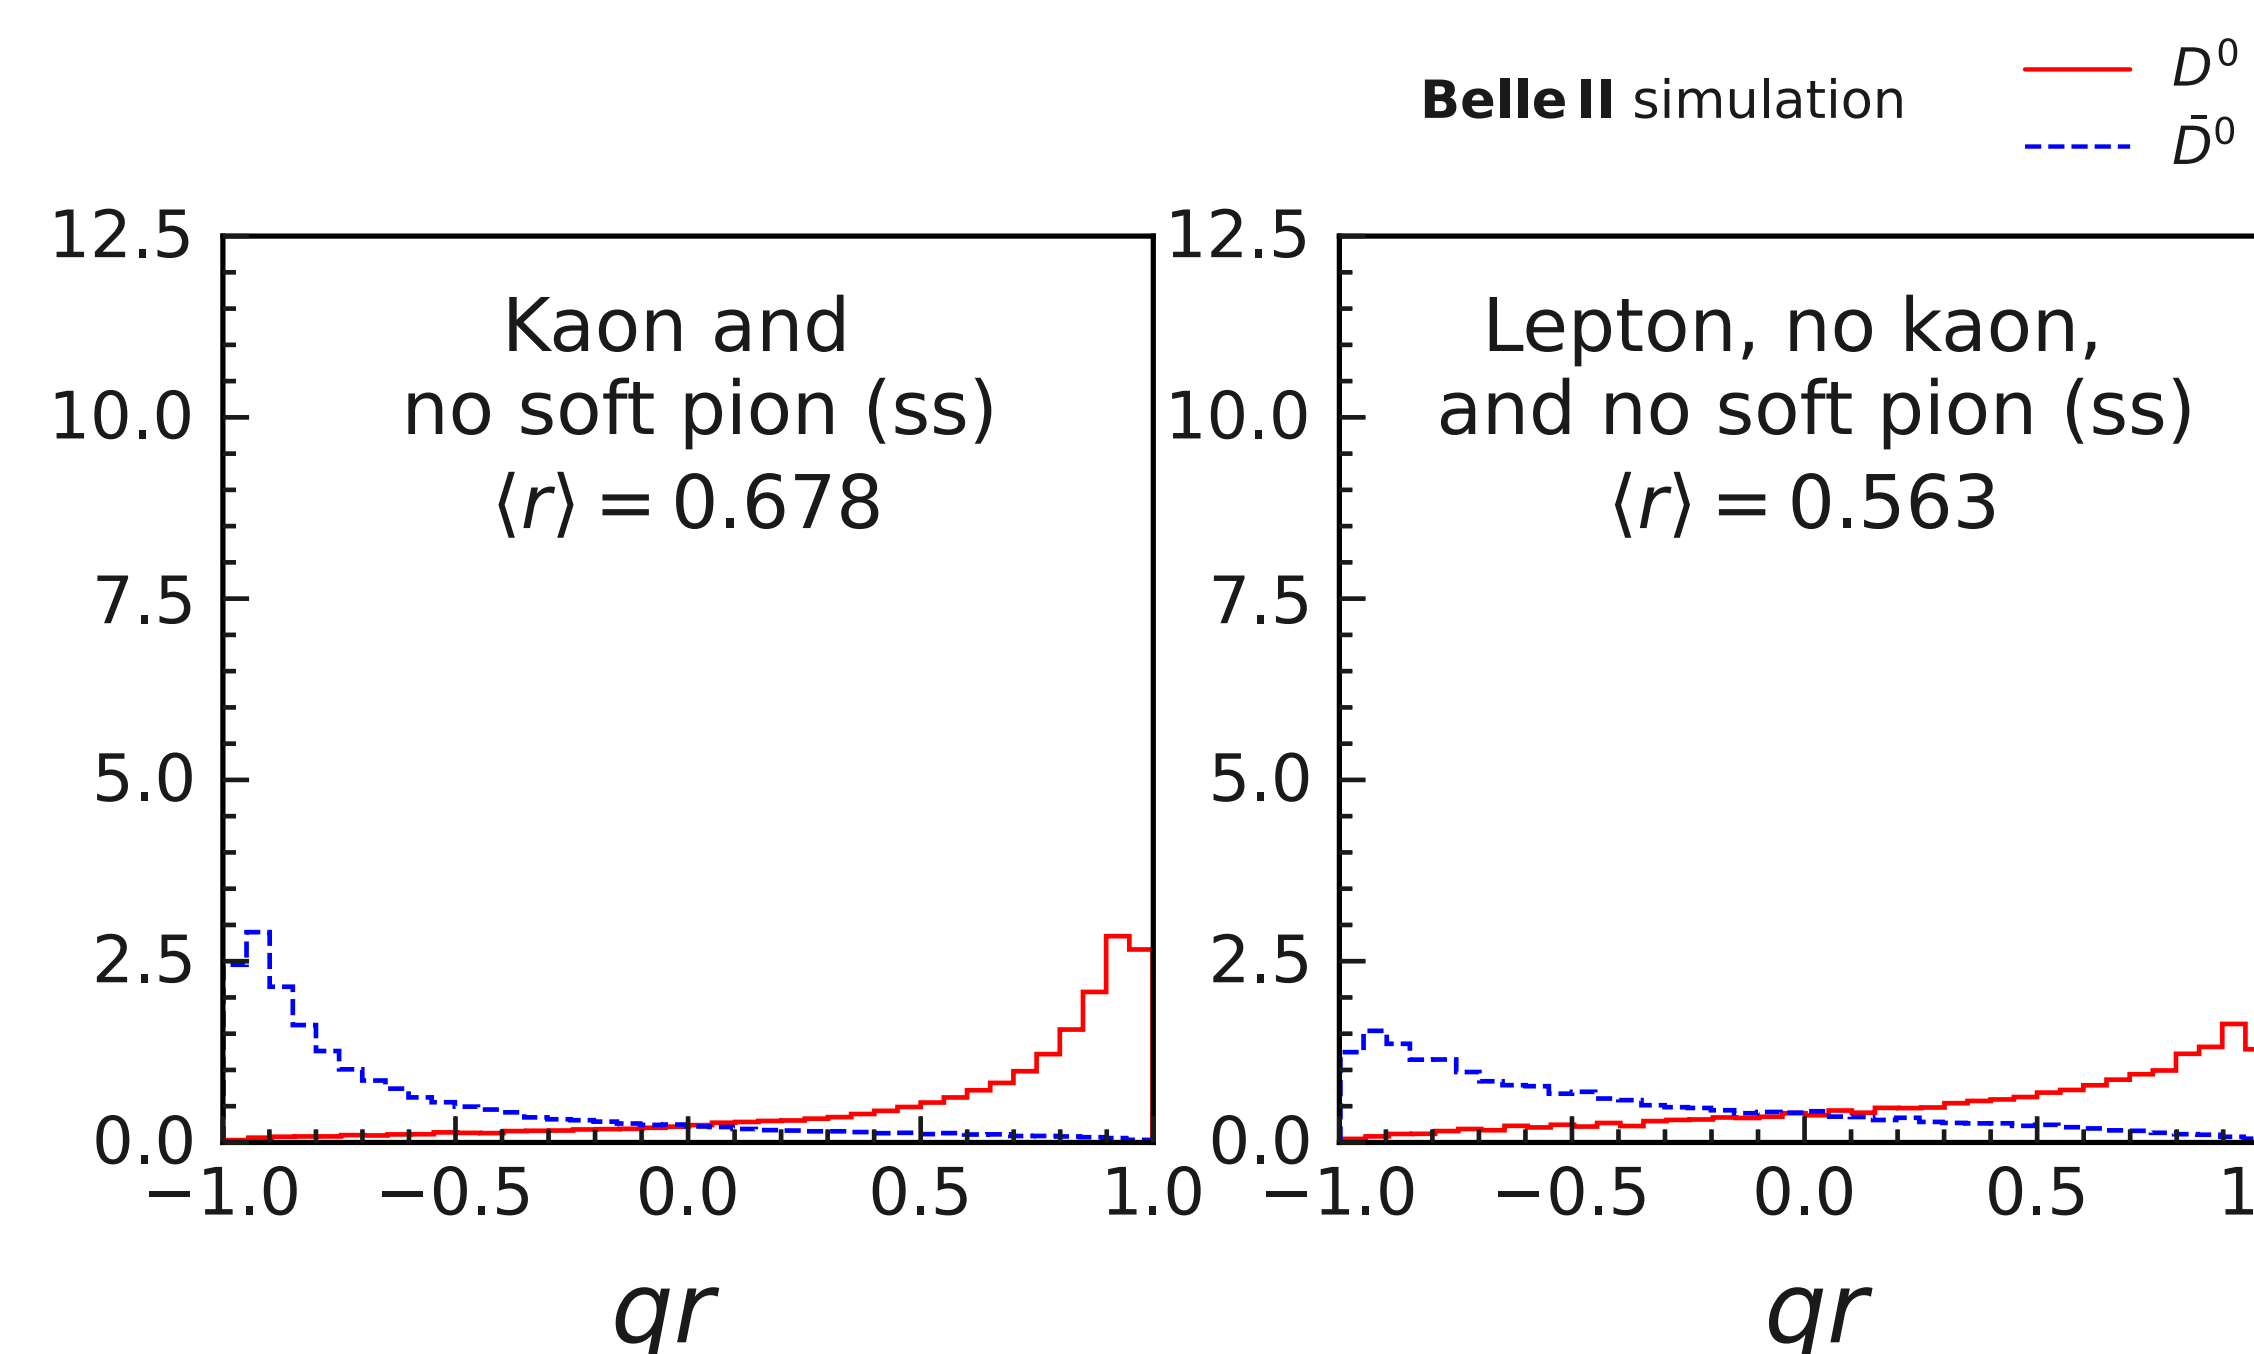 Belle II simulation
D⁰
D̄⁰
12.5
10.0
7.5
5.0
2.5
0.0
Kaon and
no soft pion (ss)
⟨r⟩ = 0.678
−1.0 −0.5 0.0 0.5 1.0
qr
12.5
10.0
7.5
5.0
2.5
0.0
Lepton, no kaon,
and no soft pion (ss)
⟨r⟩ = 0.563
−1.0 −0.5 0.0 0.5
qr